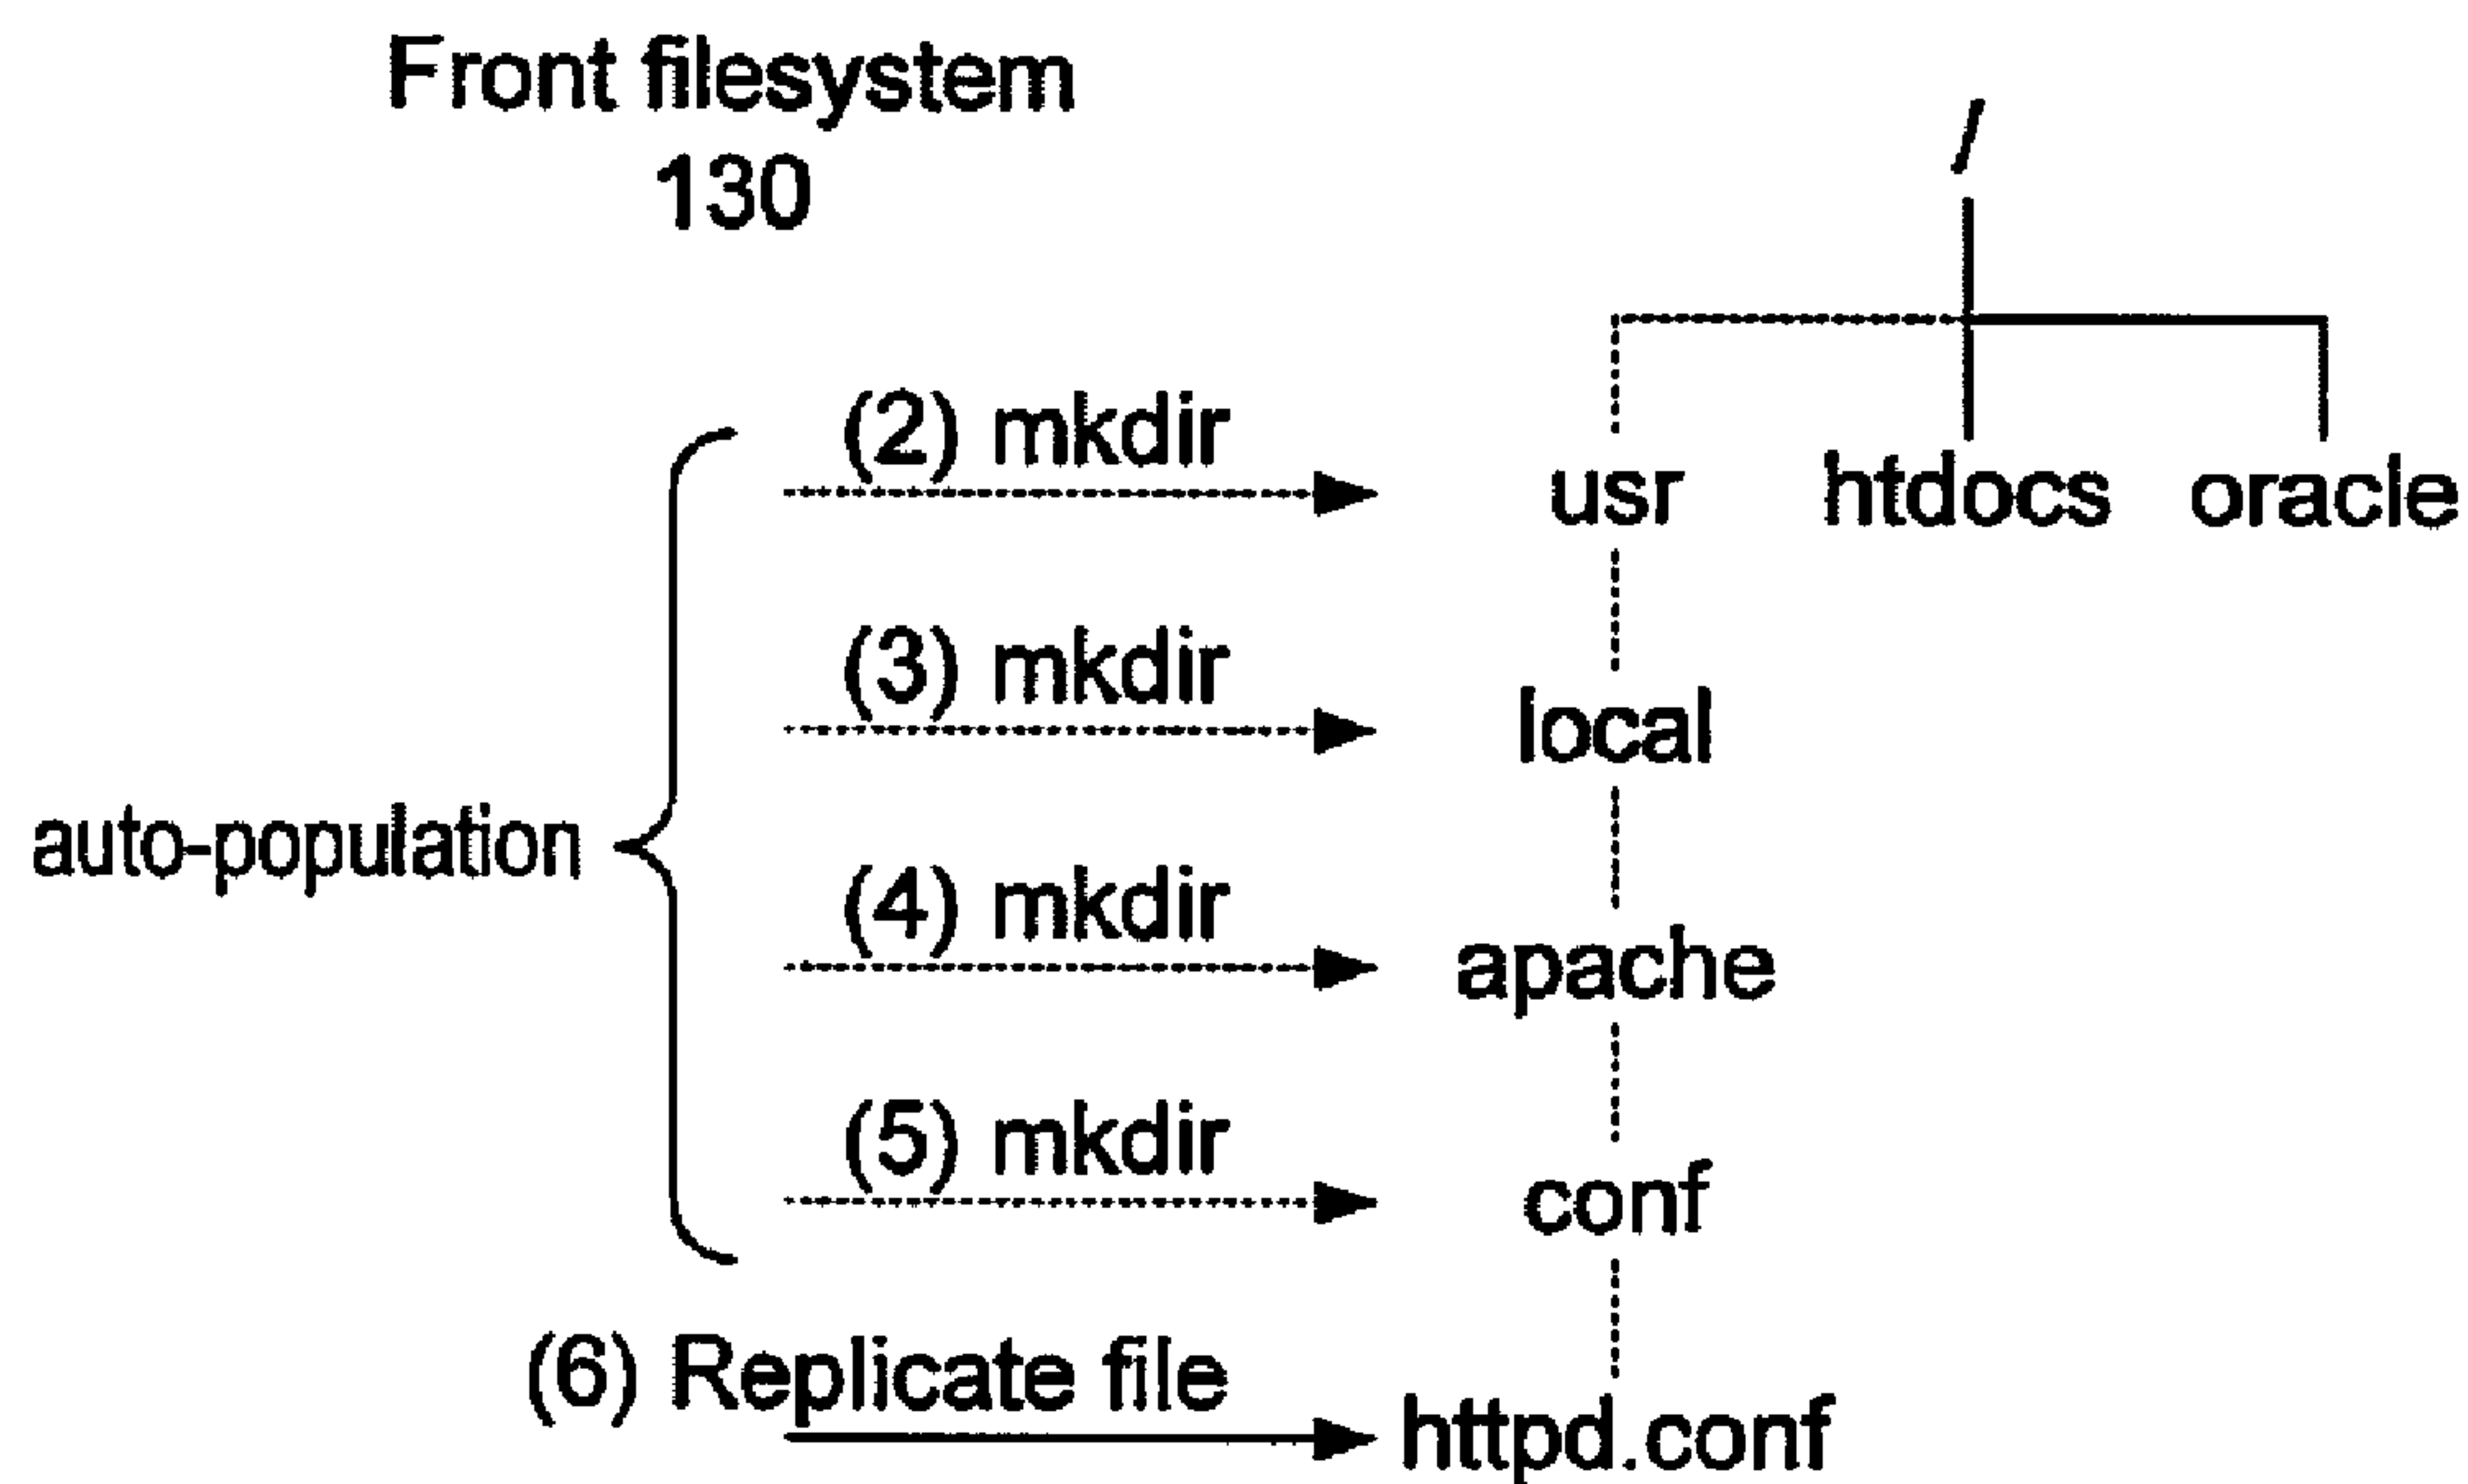 Front filesystem
130
/
(2) mkdir
usr htdocs oracle
(3) mkdir
local
auto-population
(4) mkdir
apache
(5) mkdir
conf
(6) Replicate file
httpd.conf